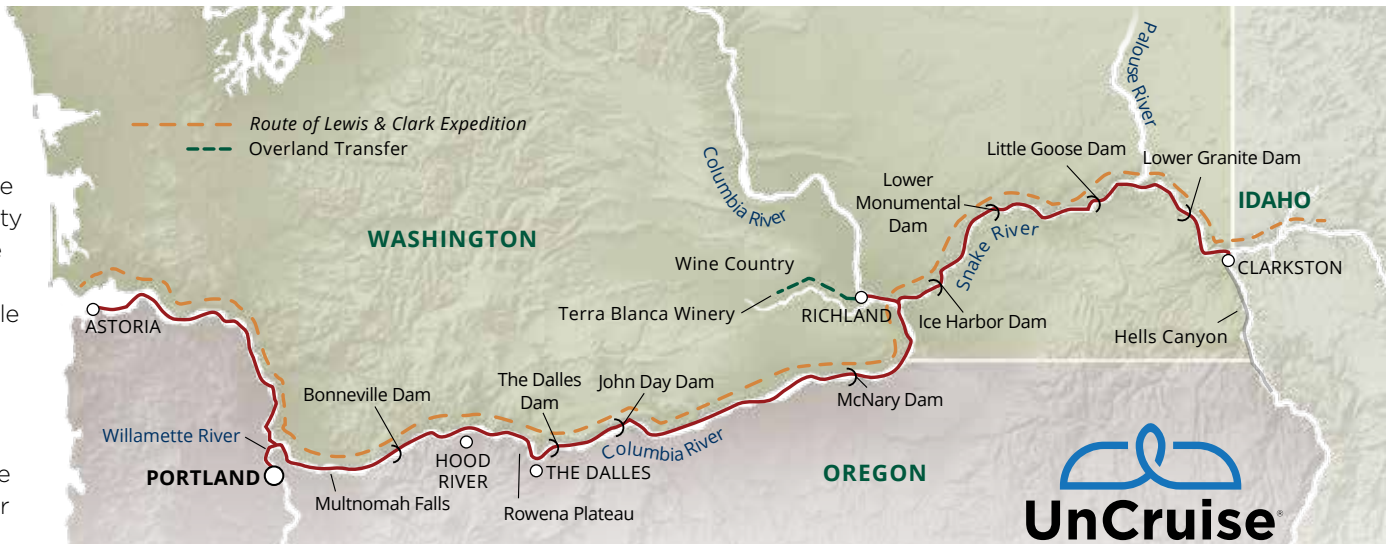 Route of Lewis & Clark Expedition
Overland Transfer
WASHINGTON
OREGON
IDAHO
Columbia River
Palouse River
Snake River
Columbia River
Willamette River
Little Goose Dam
Lower Granite Dam
Lower
Monumental
Dam
Wine Country
Terra Blanca Winery
RICHLAND
Ice Harbor Dam
CLARKSTON
Hells Canyon
ASTORIA
Bonneville Dam
The Dalles
Dam
John Day Dam
McNary Dam
PORTLAND
Multnomah Falls
HOOD
RIVER
THE DALLES
Rowena Plateau
UnCruise®
e
ty
e
le
e
r